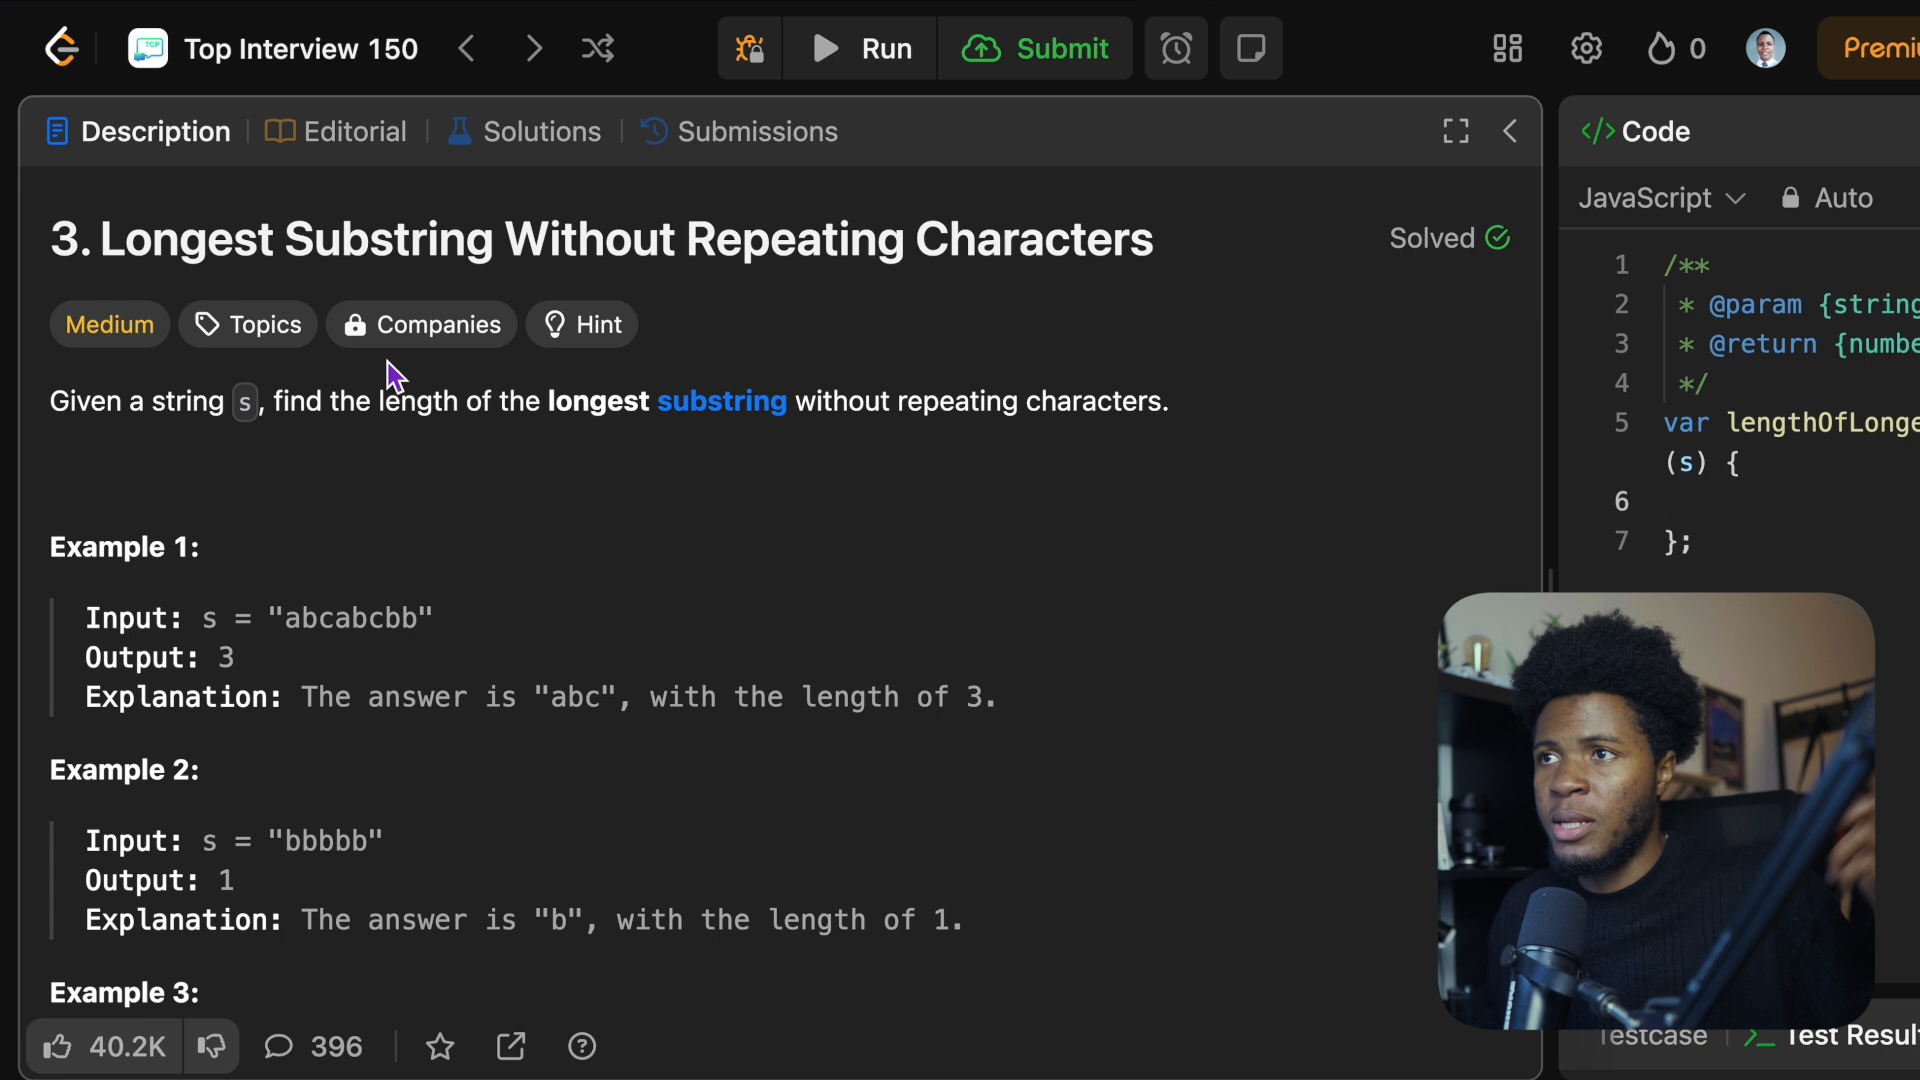 TOP
Top Interview 150
Run
Submit
0
Description
Editorial
Solutions
Submissions
</> Code
JavaScript
Auto
3. Longest Substring Without Repeating Characters
Solved
Medium
Topics
Companies
Hint
Given a string s, find the length of the longest substring without repeating characters.
Example 1:
Input: s = "abcabcbb"
Output: 3
Explanation: The answer is "abc", with the length of 3.
Example 2:
Input: s = "bbbbb"
Output: 1
Explanation: The answer is "b", with the length of 1.
Example 3:
40.2K
396
1 /**
2 * @param {string
3 * @return
4 */
5 var
(s) {
6
7 };
Testcase
Test